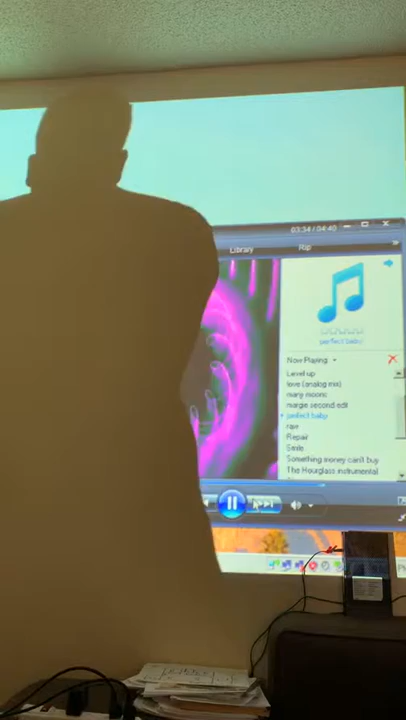 03:34 / 04:40
Library
Rip
perfect baby
Now Playing:
Level up
love (analog mix)
many moons
margie second edit
perfect baby
ripe
Repair
Smile
Something money can't buy
The Hourglass instrumental